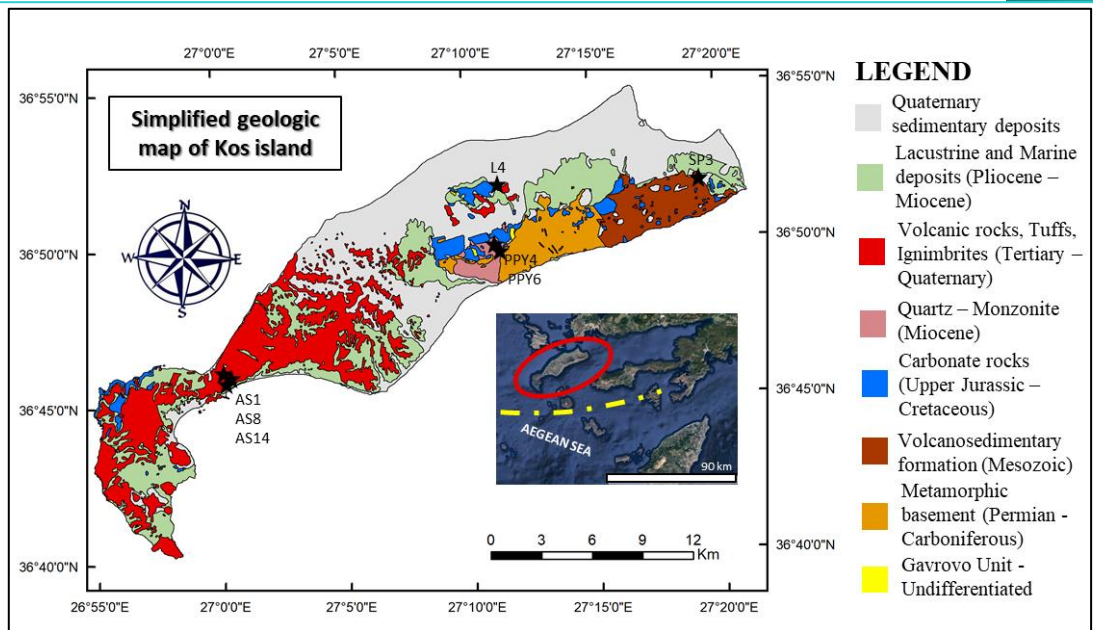 27°0'0"E 27°5'0"E 27°10'0"E 27°15'0"E 27°20'0"E
36°55'0"N
36°50'0"N
36°45'0"N
36°40'0"N
Simplified geologic
map of Kos island
N
W
E
S
L4
SP3
PPY4
PPY6
AS1
AS8
AS14
AEGEAN SEA
90 km
0 3 6 9 12
Km
36°55'0"N
36°50'0"N
36°45'0"N
36°40'0"N
26°55'0"E 27°0'0"E 27°5'0"E 27°10'0"E 27°15'0"E 27°20'0"E
LEGEND
Quaternary
sedimentary deposits
Lacustrine and Marine
deposits (Pliocene –
Miocene)
Volcanic rocks, Tuffs,
Ignimbrites (Tertiary –
Quaternary)
Quartz – Monzonite
(Miocene)
Carbonate rocks
(Upper Jurassic –
Cretaceous)
Volcanosedimentary
formation (Mesozoic)
Metamorphic
basement (Permian -
Carboniferous)
Gavrovo Unit -
Undifferentiated